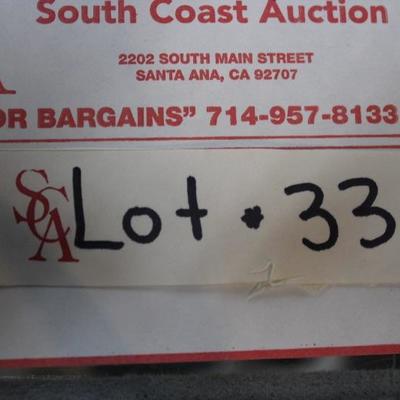 South Coast Auction
2202 SOUTH MAIN STREET
SANTA ANA, CA 92707
OR BARGAINS” 714-957-8133
SCA Lot • 33